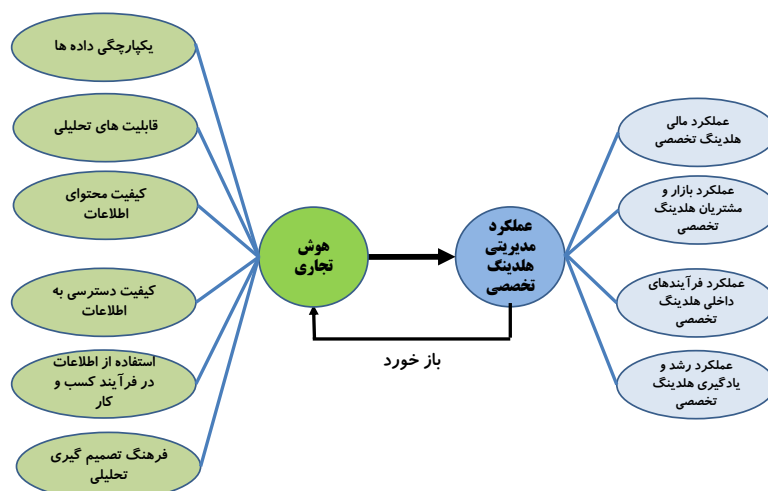 یکپارچگی داده ها
قابلیت های تحلیلی
کیفیت محتوای
اطلاعات
کیفیت دسترسی به
اطلاعات
استفاده از اطلاعات
در فرآیند کسب و
کار
فرهنگ تصمیم گیری
تحلیلی
هوش
تجاری
عملکرد
مدیریتی
هلدینگ
تخصصی
باز خورد
عملکرد مالی
هلدینگ تخصصی
عملکرد بازار و
مشتریان هلدینگ
تخصصی
عملکرد فرآیندهای
داخلی هلدینگ
تخصصی
عملکرد رشد و
یادگیری هلدینگ
تخصصی